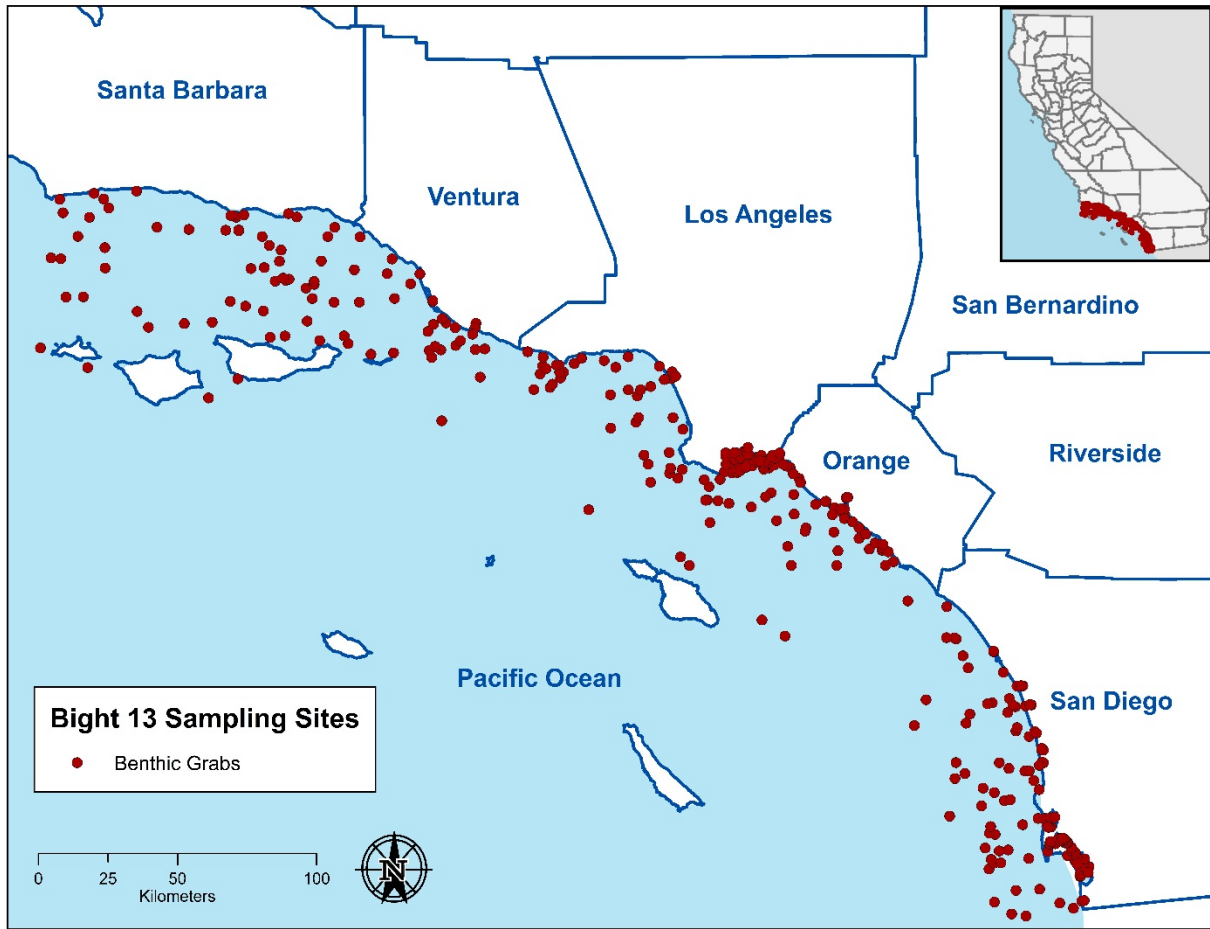 Santa Barbara
Ventura
Los Angeles
San Bernardino
Orange
Riverside
Pacific Ocean
San Diego
Bight 13 Sampling Sites
Benthic Grabs
0 25 50 100
Kilometers
N